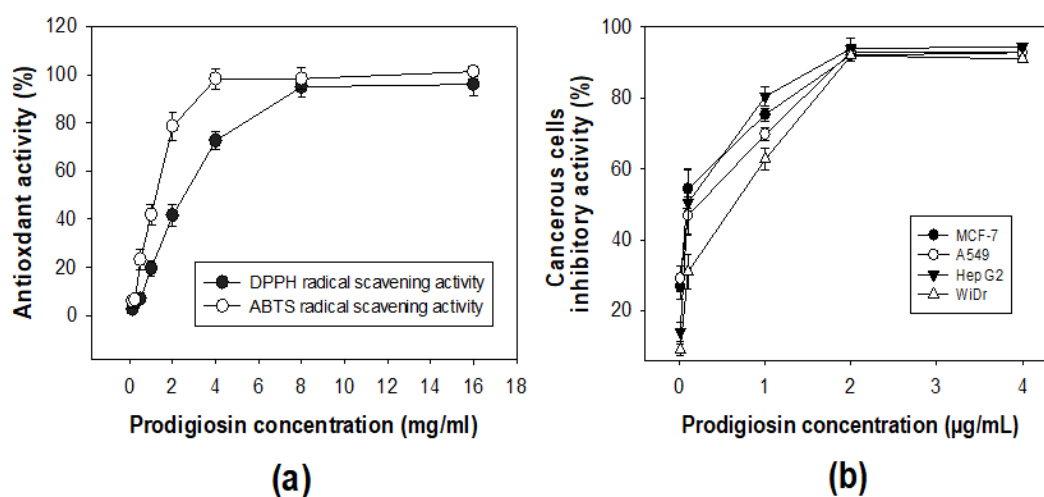 120
100
80
60
40
20
0
Antioxdant activity (%)
DPPH radical scavening activity
ABTS radical scavening activity
0 2 4 6 8 10 12 14 16 18
Prodigiosin concentration (mg/ml)
(a)
100
80
60
40
20
Cancerous cells
inhibitory activity (%)
MCF-7
A549
Hep G2
WiDr
0 1 2 3 4
Prodigiosin concentration (µg/mL)
(b)